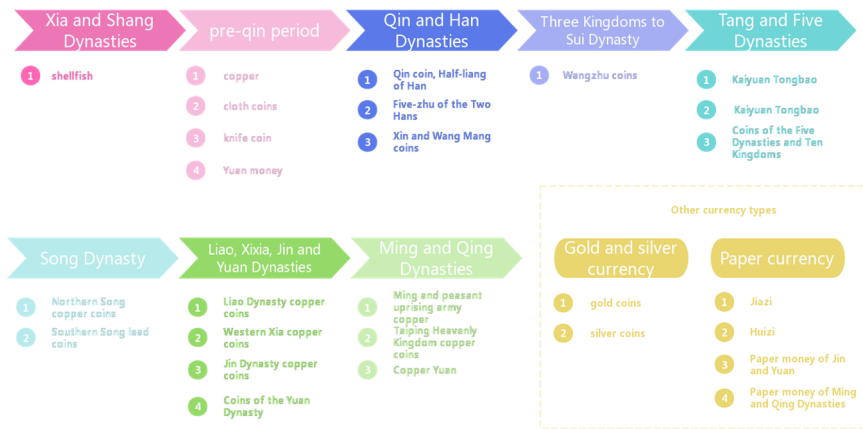 Xia and Shang
Dynasties
pre-qin period
Qin and Han
Dynasties
Three Kingdoms to
Sui Dynasty
Tang and Five
Dynasties
1 shellfish
1 copper
2 cloth coins
3 knife coin
4 Yuan money
1 Qin coin, Half-liang
of Han
2 Five-zhu of the Two
Hans
3 Xin and Wang Mang
coins
1 Wangzhu coins
1 Kaiyuan Tongbao
2 Kaiyuan Tongbao
3 Coins of the Five
Dynasties and Ten
Kingdoms
Song Dynasty
Liao, Xixia, Jin and
Yuan Dynasties
Ming and Qing
Dynasties
1 Northern Song
copper coins
2 Southern Song lead
coins
1 Liao Dynasty copper
coins
2 Western Xia copper
coins
3 Jin Dynasty copper
coins
4 Coins of the Yuan
Dynasty
1 Ming and peasant
uprising army
copper
2 Taiping Heavenly
Kingdom copper
coins
3 Copper Yuan
Other currency types
Gold and silver
currency
Paper currency
1 gold coins
2 silver coins
1 Jiazi
2 Huizi
3 Paper money of Jin
and Yuan
4 Paper money of Ming
and Qing Dynasties